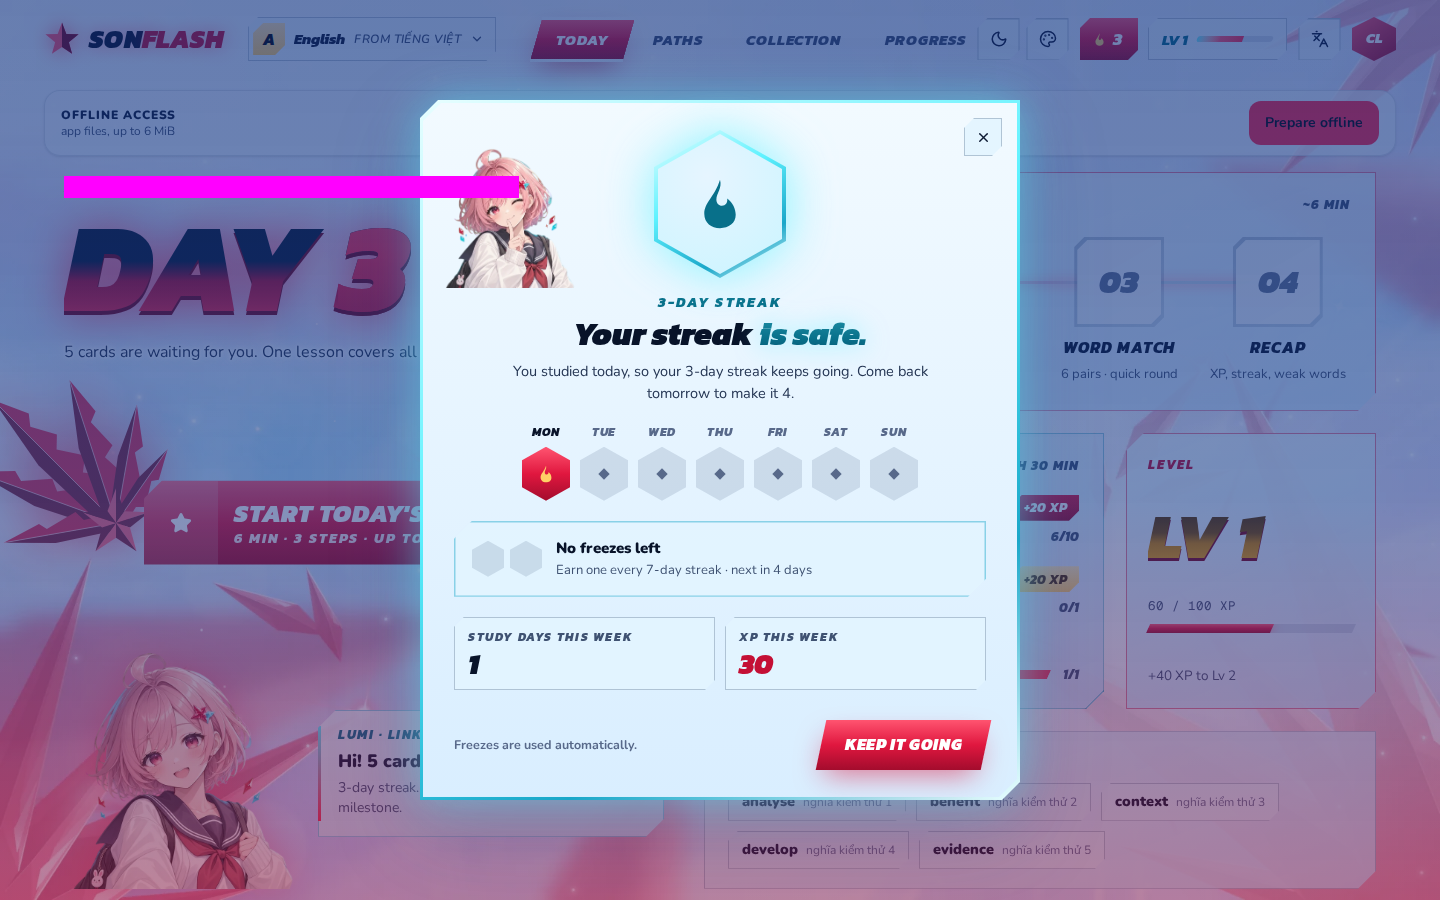 SONFLASH
A English FROM TIẾNG VIỆT
TODAY
PATHS
COLLECTION
PROGRESS
3
LV 1
CL
OFFLINE ACCESS
app files, up to 6 MiB
Prepare offline
DAY 3
5 cards are waiting for you. One lesson covers all
START TODAY'S
6 MIN · 3 STEPS · UP TO
~6 MIN
03
04
WORD MATCH
RECAP
6 pairs · quick round
XP, streak, weak words
3-DAY STREAK
Your streak is safe.
You studied today, so your 3-day streak keeps going. Come back
tomorrow to make it 4.
MON TUE WED THU FRI SAT SUN
No freezes left
Earn one every 7-day streak · next in 4 days
STUDY DAYS THIS WEEK
1
XP THIS WEEK
30
Freezes are used automatically.
KEEP IT GOING
30 MIN
+20 XP
6/10
+20 XP
0/1
1/1
LEVEL
LV 1
60 / 100 XP
+40 XP to Lv 2
LUMI · LINK
Hi! 5 card
3-day streak.
milestone.
analyse nghĩa kiểm thử 1
benefit nghĩa kiểm thử 2
context nghĩa kiểm thử 3
develop nghĩa kiểm thử 4
evidence nghĩa kiểm thử 5